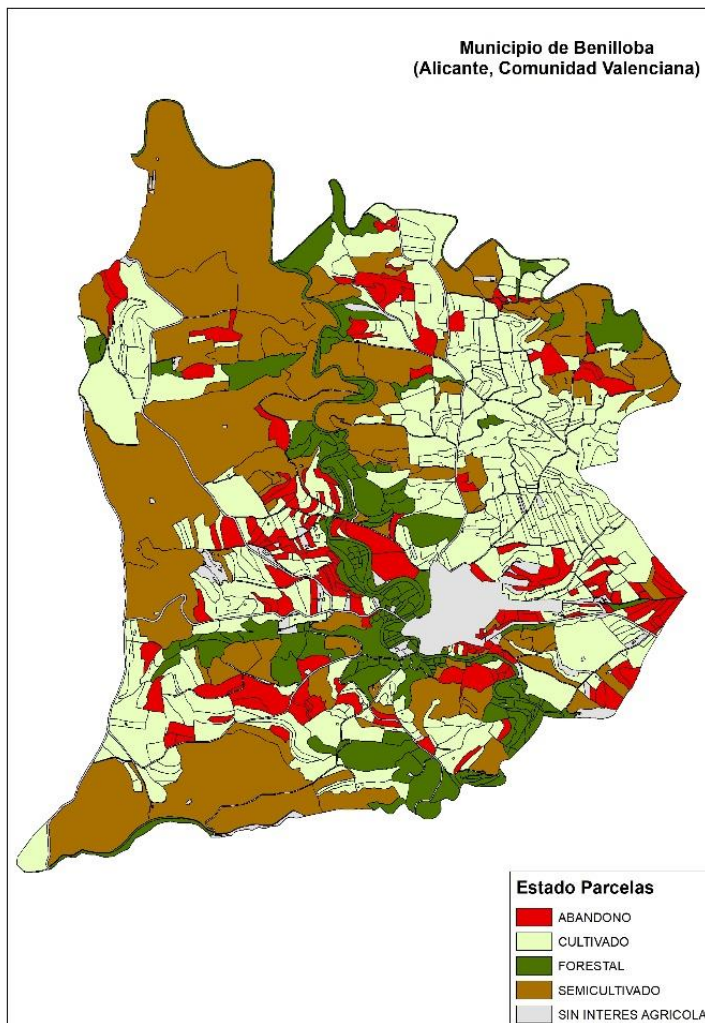 Municipio de Benilloba
(Alicante, Comunidad Valenciana)
Estado Parcelas
ABANDONO
CULTIVADO
FORESTAL
SEMICULTIVADO
SIN INTERES AGRICOLA